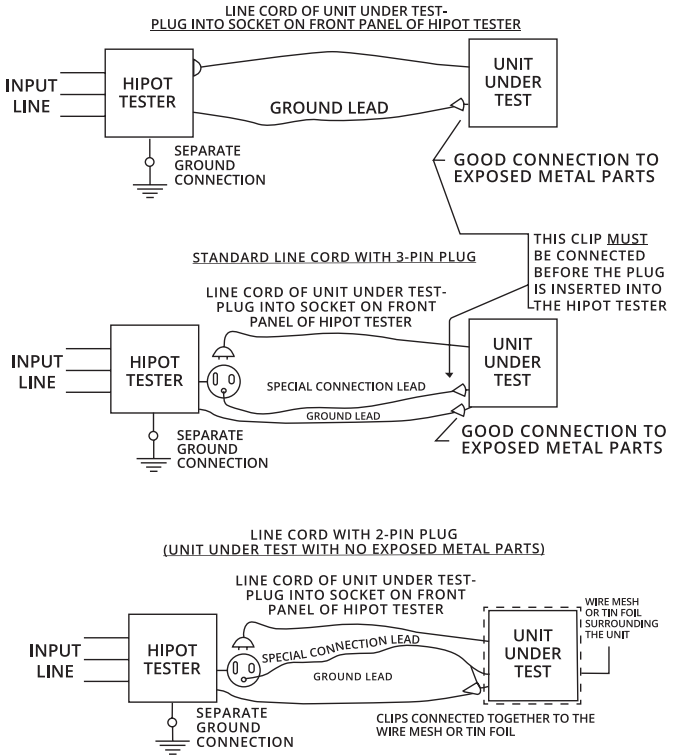 LINE CORD OF UNIT UNDER TEST-
PLUG INTO SOCKET ON FRONT PANEL OF HIPOT TESTER
INPUT
LINE
HIPOT
TESTER
GROUND LEAD
UNIT
UNDER
TEST
SEPARATE
GROUND
CONNECTION
GOOD CONNECTION TO
EXPOSED METAL PARTS
THIS CLIP MUST
BE CONNECTED
BEFORE THE PLUG
IS INSERTED INTO
THE HIPOT TESTER
STANDARD LINE CORD WITH 3-PIN PLUG
LINE CORD OF UNIT UNDER TEST-
PLUG INTO SOCKET ON FRONT
PANEL OF HIPOT TESTER
INPUT
LINE
HIPOT
TESTER
SPECIAL CONNECTION LEAD
GROUND LEAD
UNIT
UNDER
TEST
SEPARATE
GROUND
CONNECTION
GOOD CONNECTION TO
EXPOSED METAL PARTS
LINE CORD WITH 2-PIN PLUG
(UNIT UNDER TEST WITH NO EXPOSED METAL PARTS)
LINE CORD OF UNIT UNDER TEST-
PLUG INTO SOCKET ON FRONT
PANEL OF HIPOT TESTER
INPUT
LINE
HIPOT
TESTER
SPECIAL CONNECTION LEAD
GROUND LEAD
UNIT
UNDER
TEST
WIRE MESH
OR TIN FOIL
SURROUNDING
THE UNIT
SEPARATE
GROUND
CONNECTION
CLIPS CONNECTED TOGETHER TO THE
WIRE MESH OR TIN FOIL